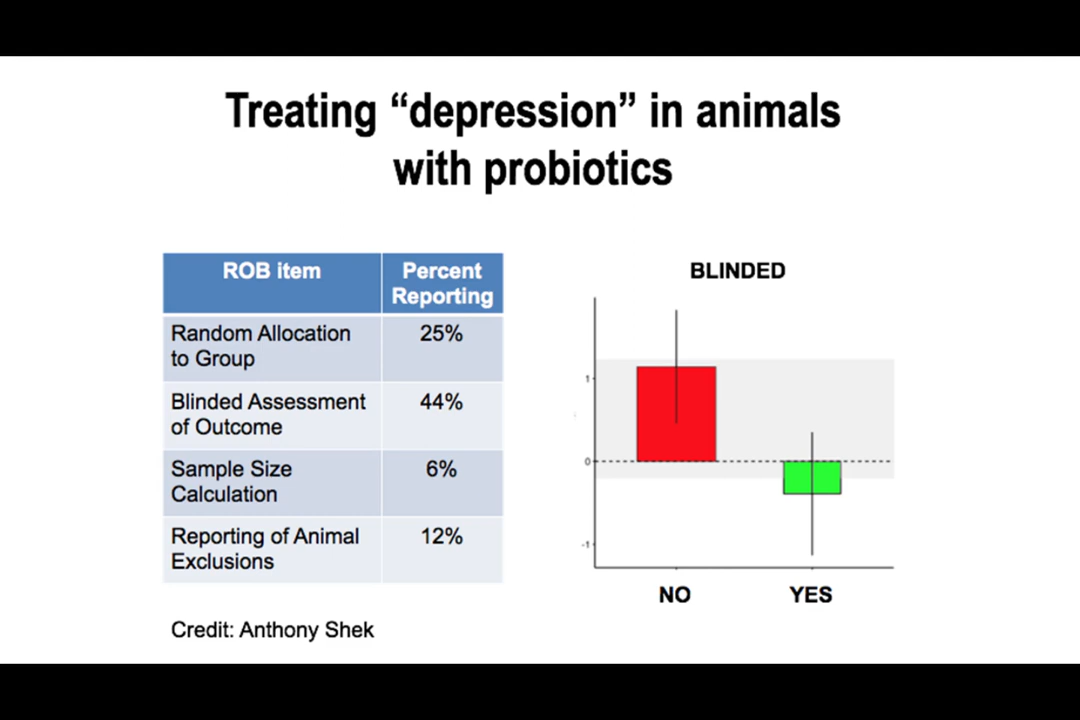 Treating “depression” in animals
with probiotics
ROB item
Percent
Reporting
Random Allocation
to Group
25%
Blinded Assessment
of Outcome
44%
Sample Size
Calculation
6%
Reporting of Animal
Exclusions
12%
Credit: Anthony Shek
BLINDED
1
0
-1
NO
YES